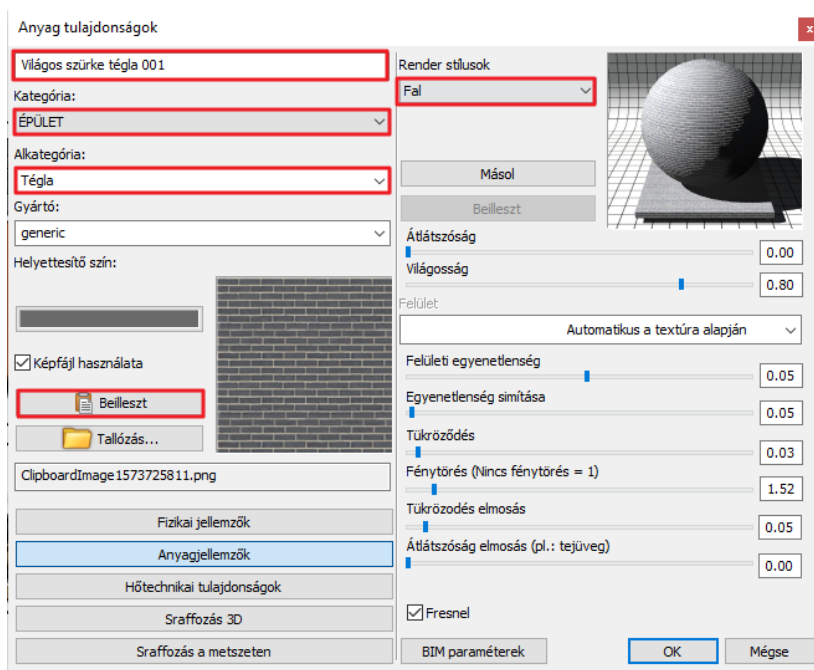 Anyag tulajdonságok
x
Világos szürke tégla 001
Kategória:
ÉPÜLET
Alkategória:
Tégla
Gyártó:
generic
Helyettesítő szín:
Képfájl használata
Beilleszt
Tallózás...
ClipboardImage1573725811.png
Fizikai jellemzők
Anyagjellemzők
Hőtechnikai tulajdonságok
Sraffozás 3D
Sraffozás a metszeten
Render stílusok
Fal
Másol
Beilleszt
Átlátszóság
0.00
Világosság
0.80
Felület
Automatikus a textúra alapján
Felületi egyenetlenség
0.05
Egyenetlenség simítása
0.05
Tükröződés
0.03
Fénytörés (Nincs fénytörés = 1)
1.52
Tükrözodés elmosás
0.05
Átlátszóság elmosás (pl.: tejüveg)
0.00
Fresnel
BIM paraméterek
OK
Mégse